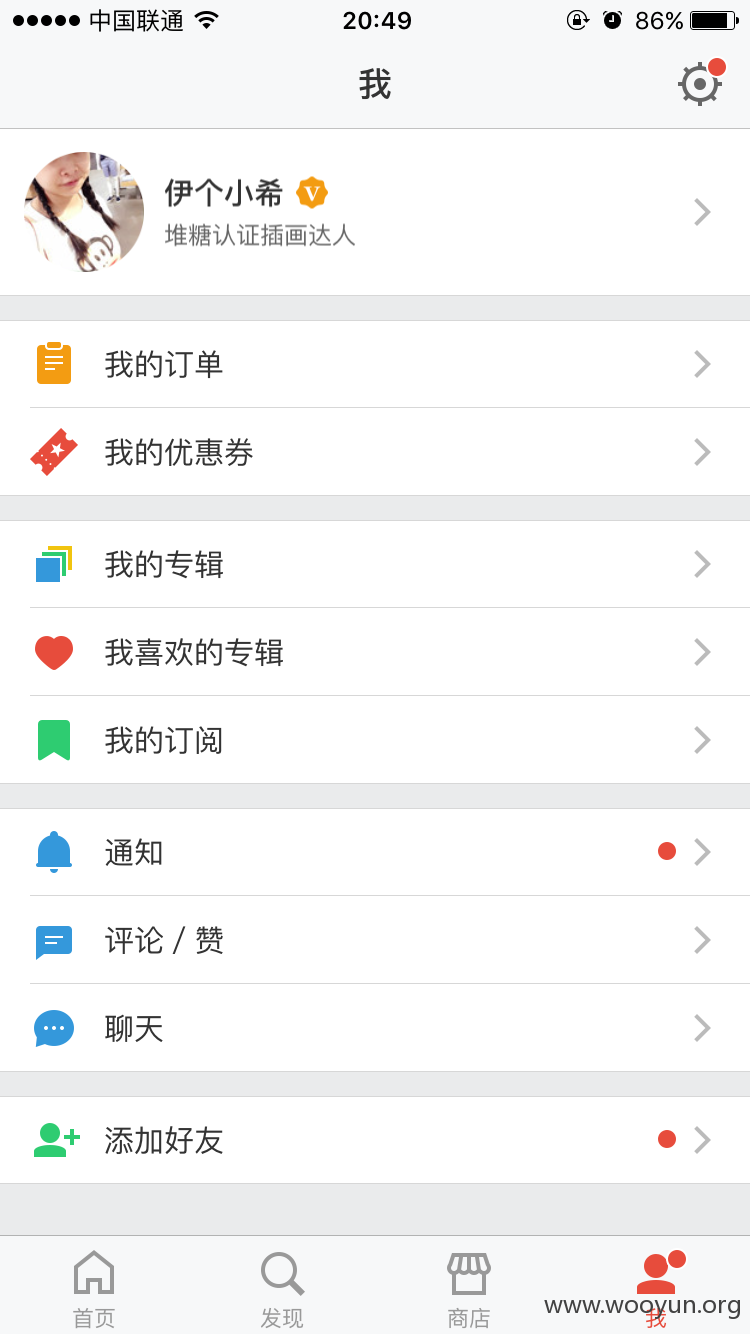 中国联通 20:49 86%
我
伊个小希 V
堆糖认证插画达人
我的订单
我的优惠券
我的专辑
我喜欢的专辑
我的订阅
通知
评论 / 赞
聊天
添加好友
首页 发现 商店 我
www.wooyun.org